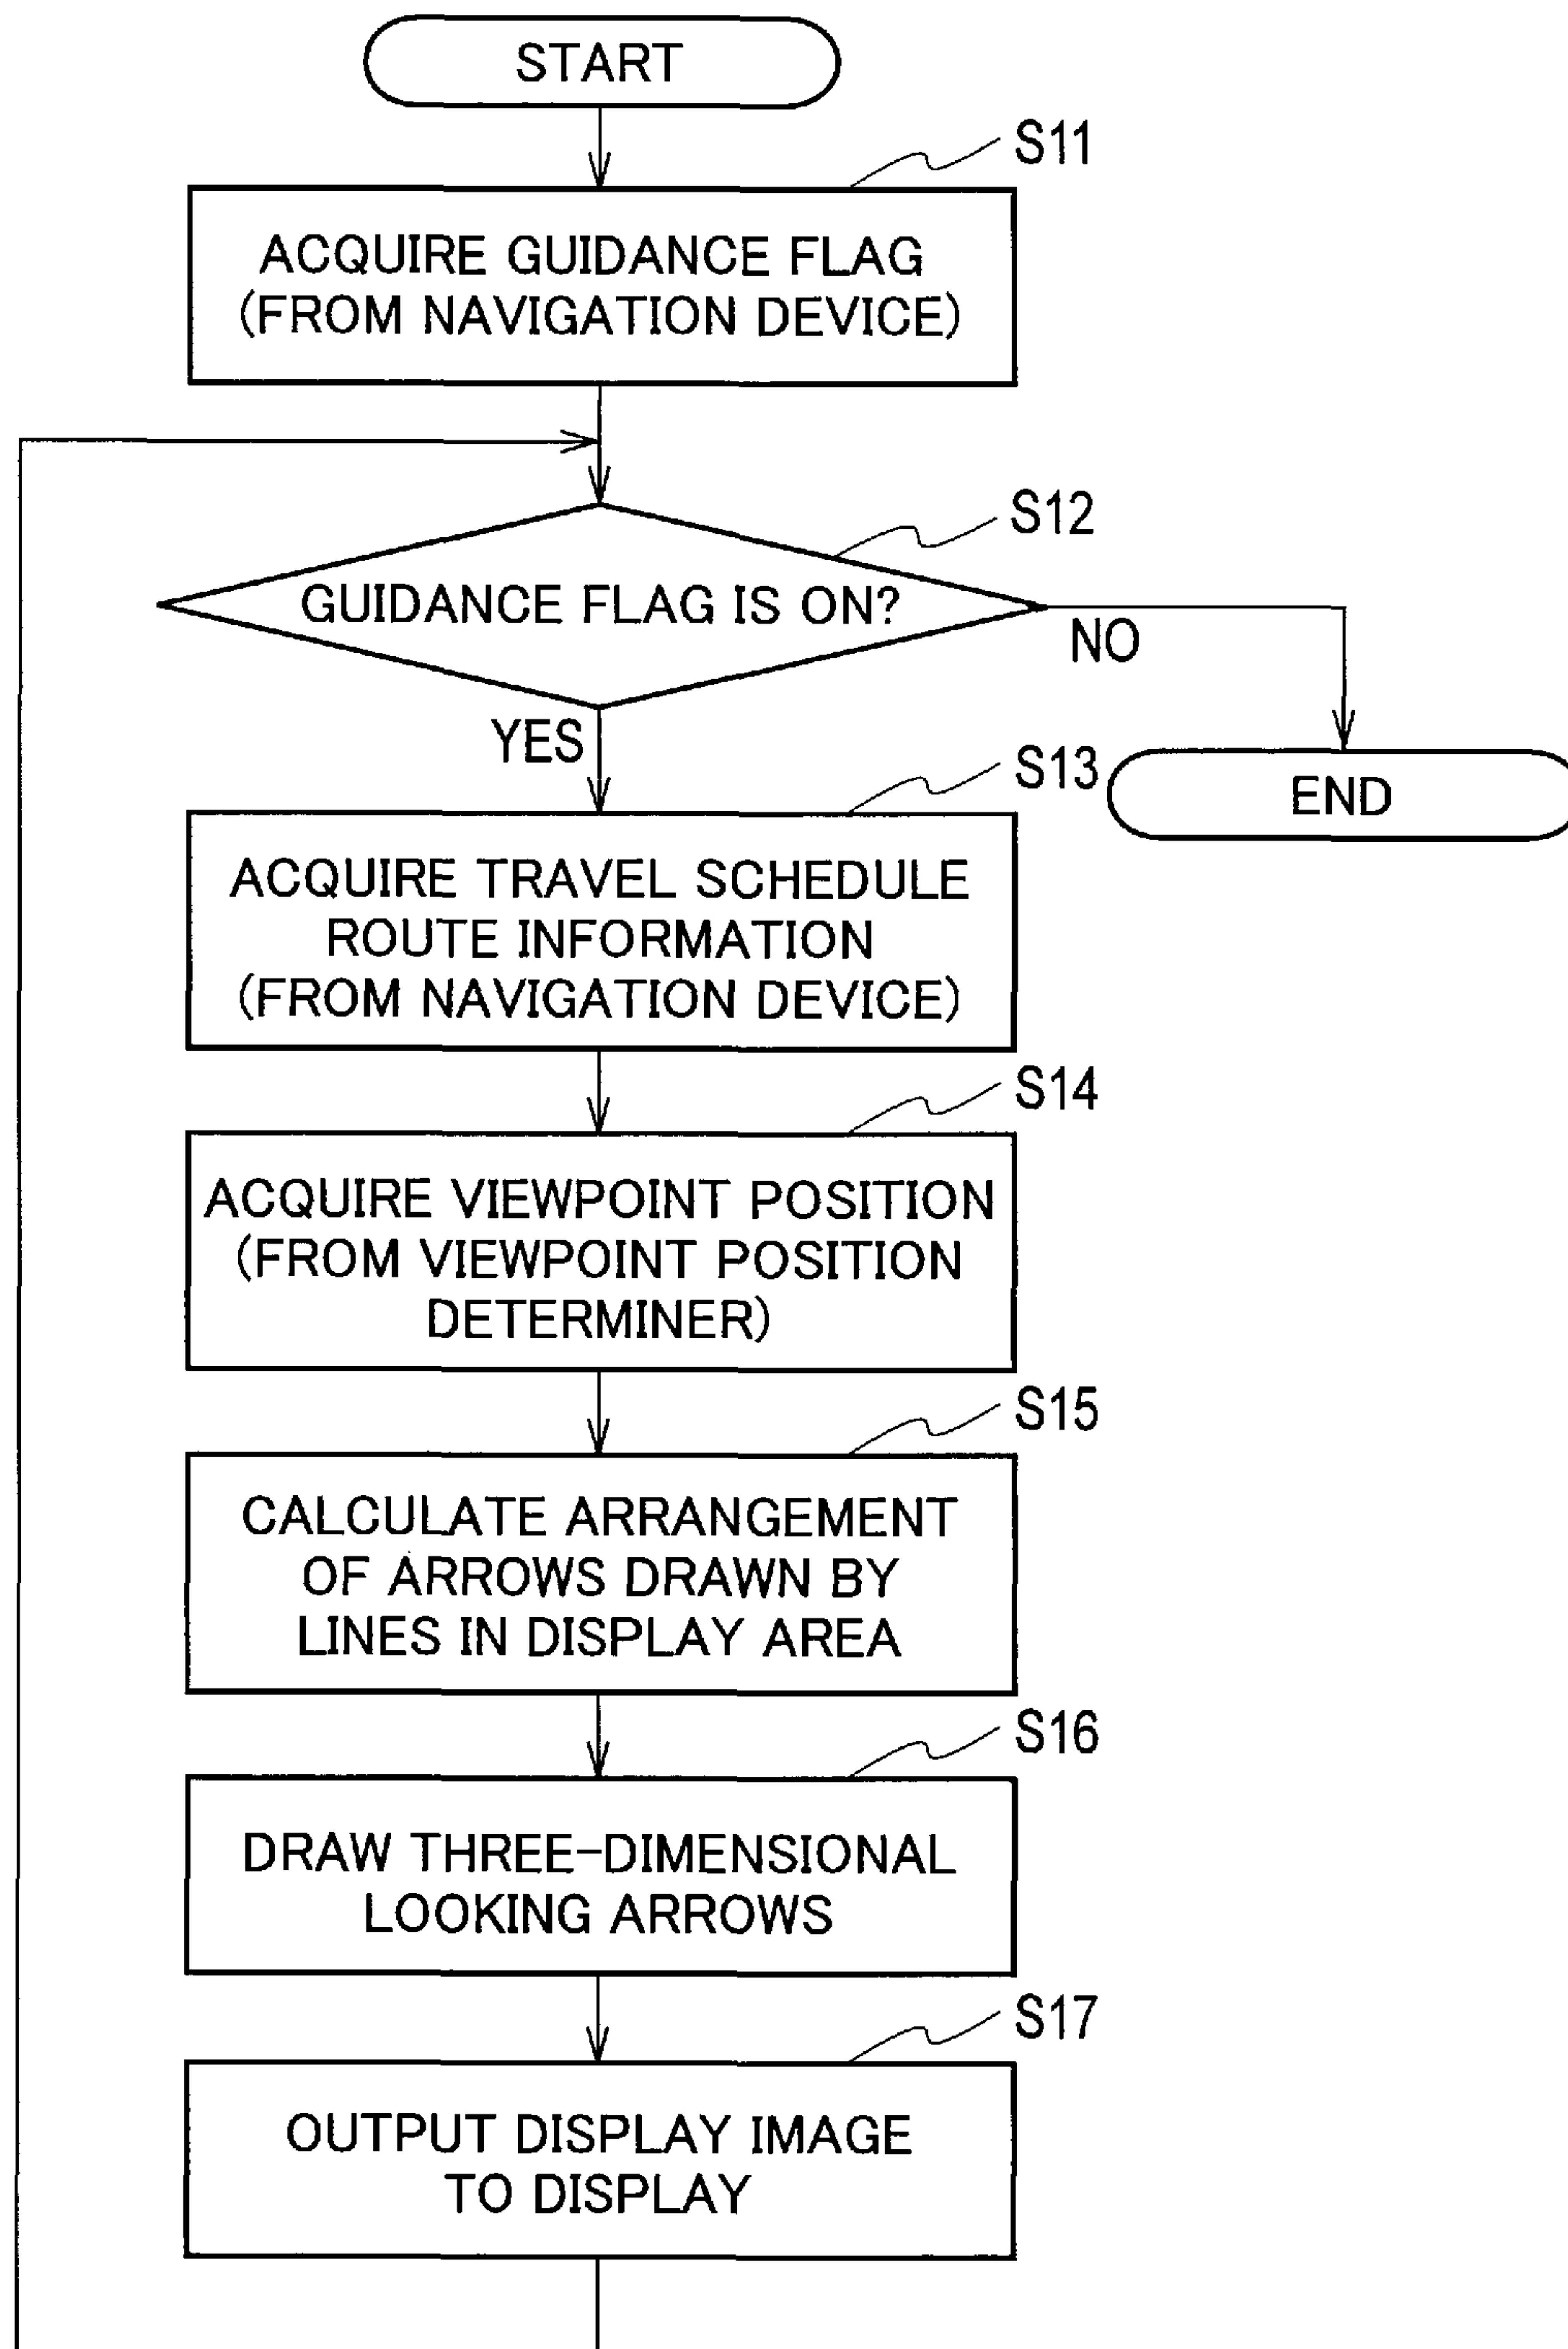 START
S11
ACQUIRE GUIDANCE FLAG
(FROM NAVIGATION DEVICE)
S12
GUIDANCE FLAG IS ON?
NO
YES
S13
END
ACQUIRE TRAVEL SCHEDULE
ROUTE INFORMATION
(FROM NAVIGATION DEVICE)
S14
ACQUIRE VIEWPOINT POSITION
(FROM VIEWPOINT POSITION
DETERMINER)
S15
CALCULATE ARRANGEMENT
OF ARROWS DRAWN BY
LINES IN DISPLAY AREA
S16
DRAW THREE-DIMENSIONAL
LOOKING ARROWS
S17
OUTPUT DISPLAY IMAGE
TO DISPLAY